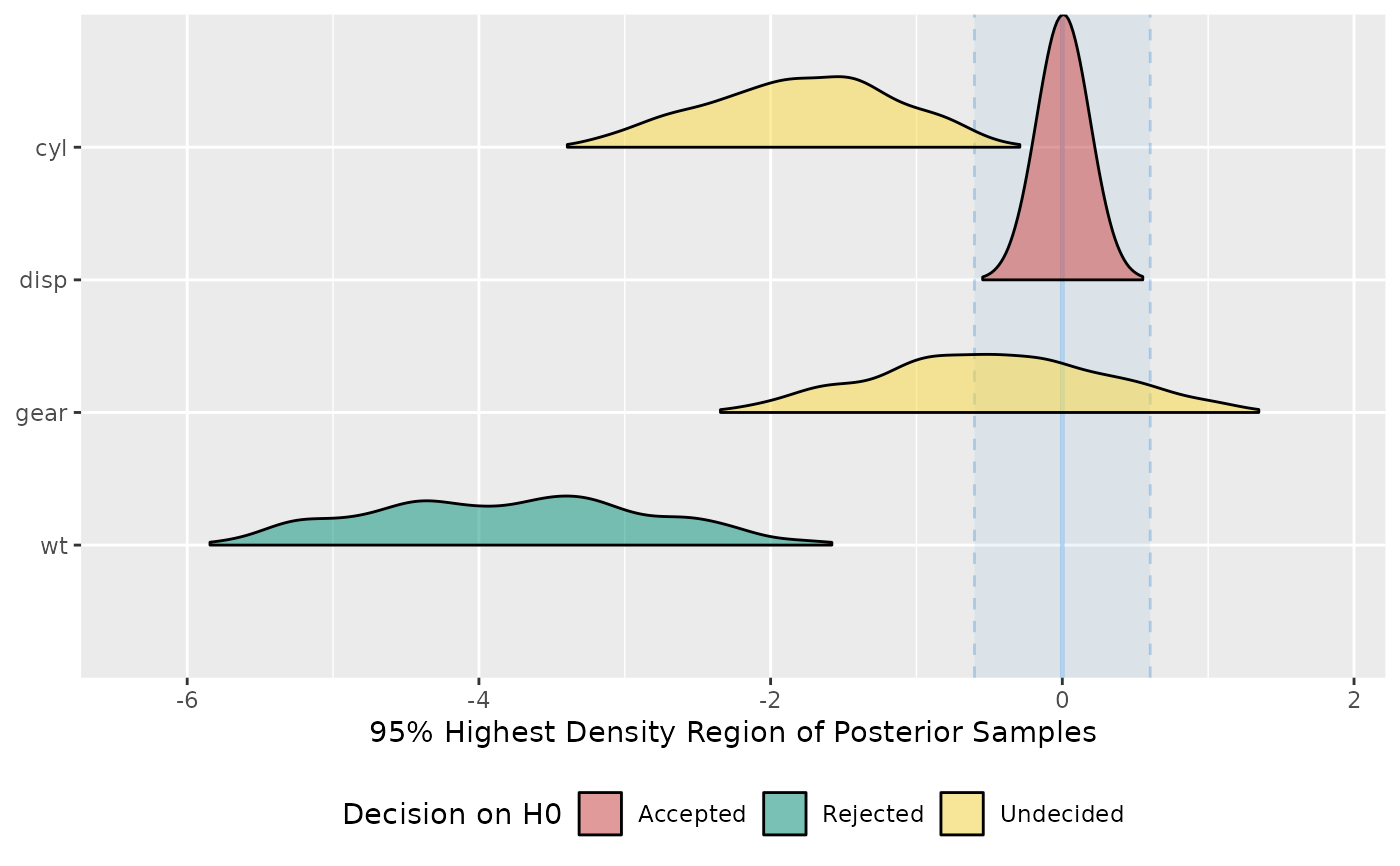 cyl
disp
gear
wt
-6 -4 -2 0 2
95% Highest Density Region of Posterior Samples
Decision on H0 Accepted Rejected Undecided